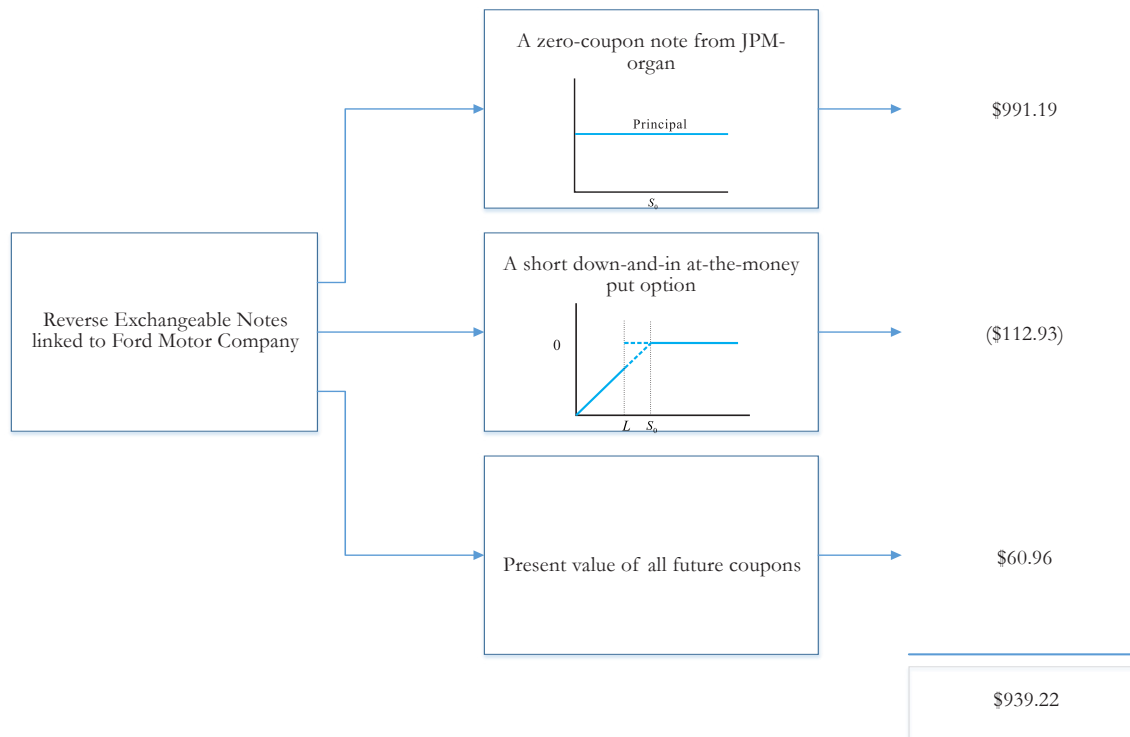 A zero-coupon note from JPM-
organ
Principal
S₀
$991.19
Reverse Exchangeable Notes
linked to Ford Motor Company
A short down-and-in at-the-money
put option
0
L S₀
($112.93)
Present value of all future coupons
$60.96
$939.22